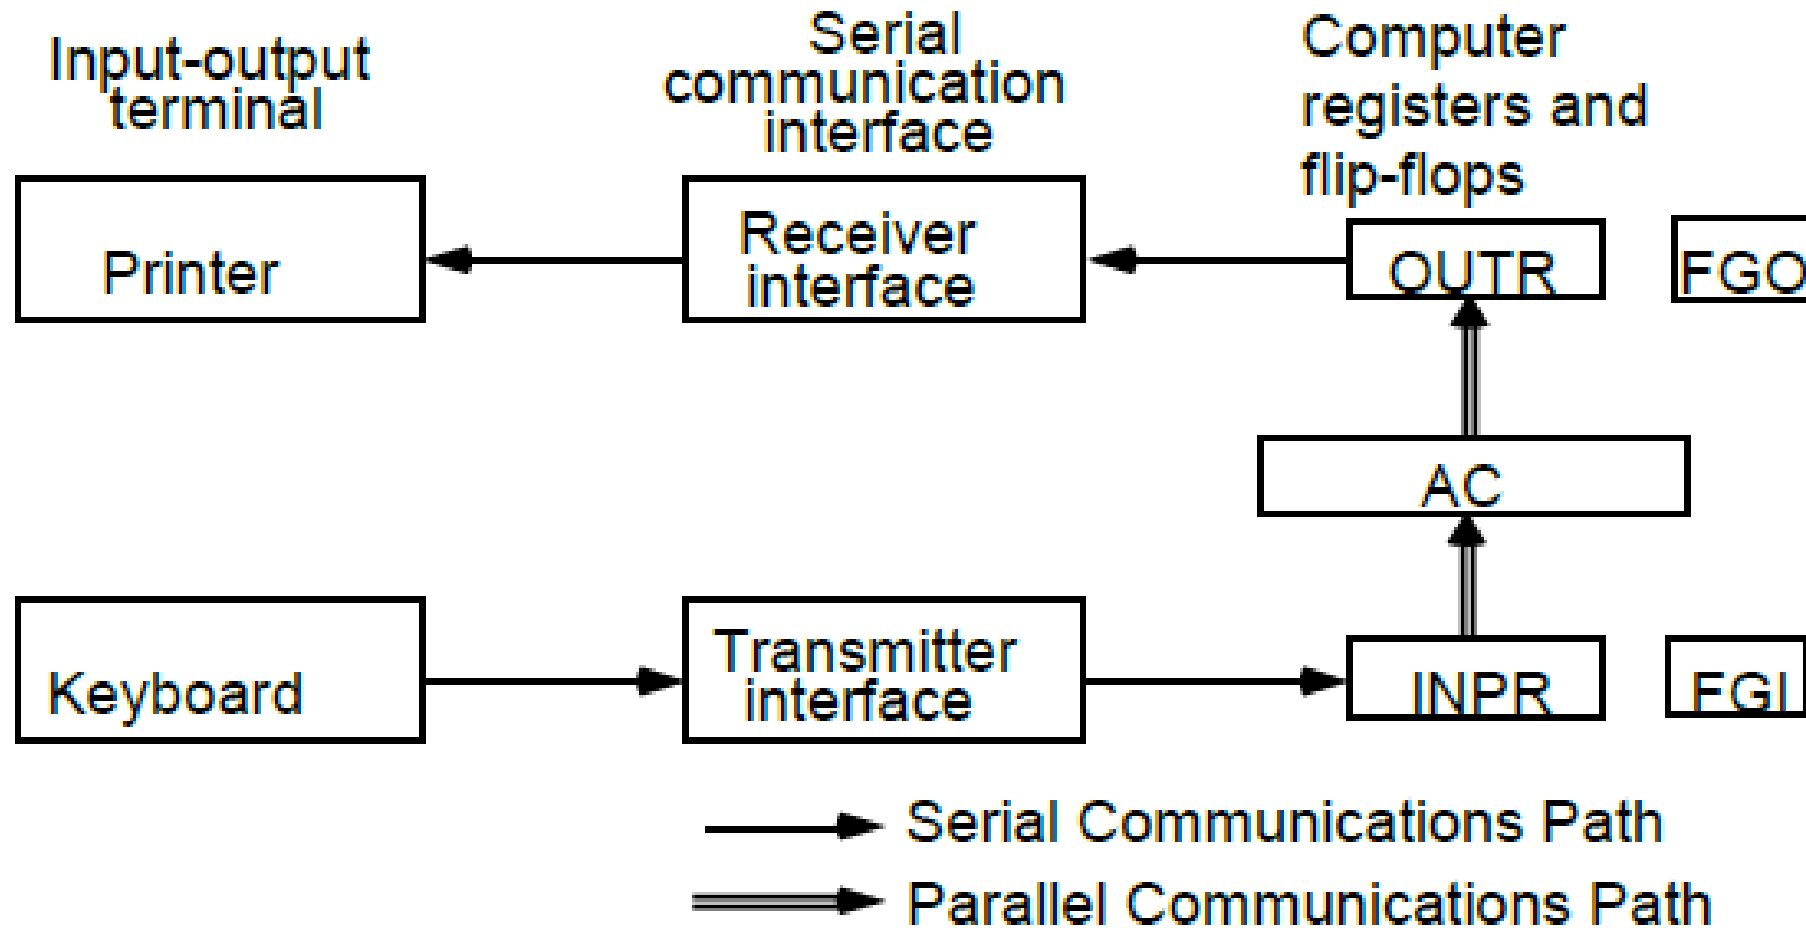 Input-output
terminal
Serial
communication
interface
Computer
registers and
flip-flops
Printer
Receiver
interface
OUTR
FGO
AC
Keyboard
Transmitter
interface
INPR
FGI
Serial Communications Path
Parallel Communications Path